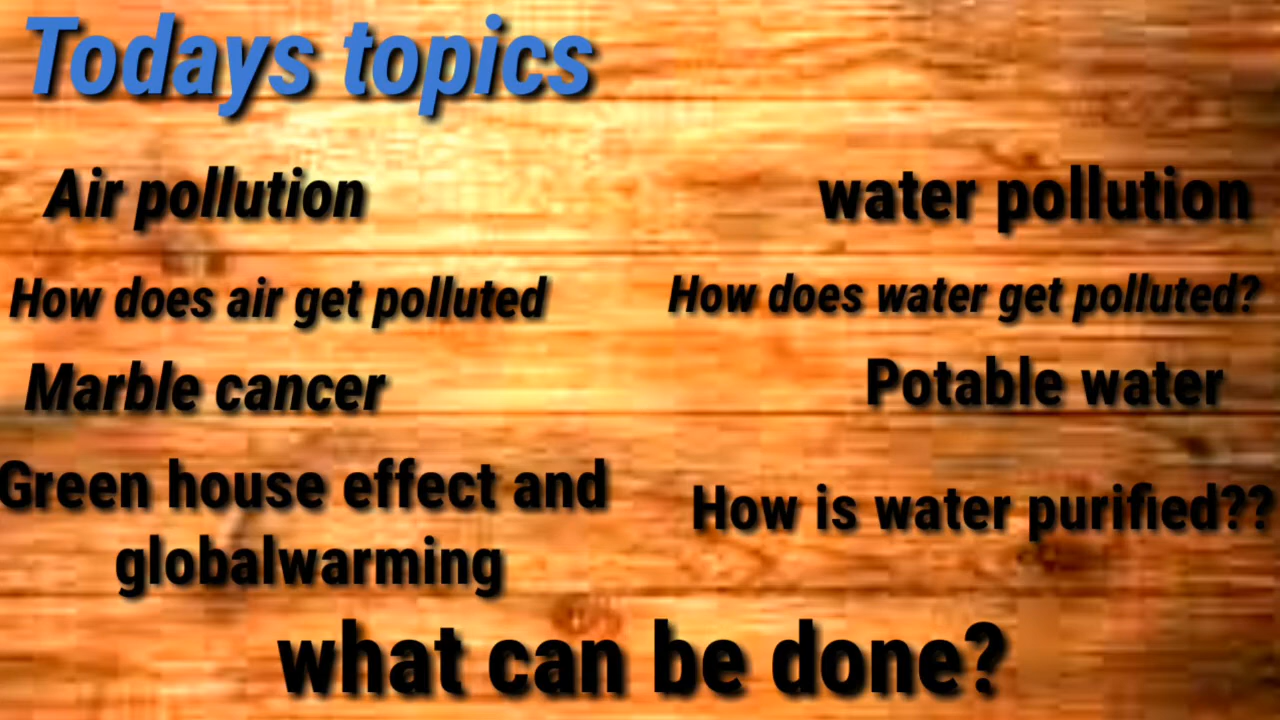 Todays topics
Air pollution
How does air get polluted
Marble cancer
Green house effect and
globalwarming
water pollution
How does water get polluted?
Potable water
How is water purified??
what can be done?